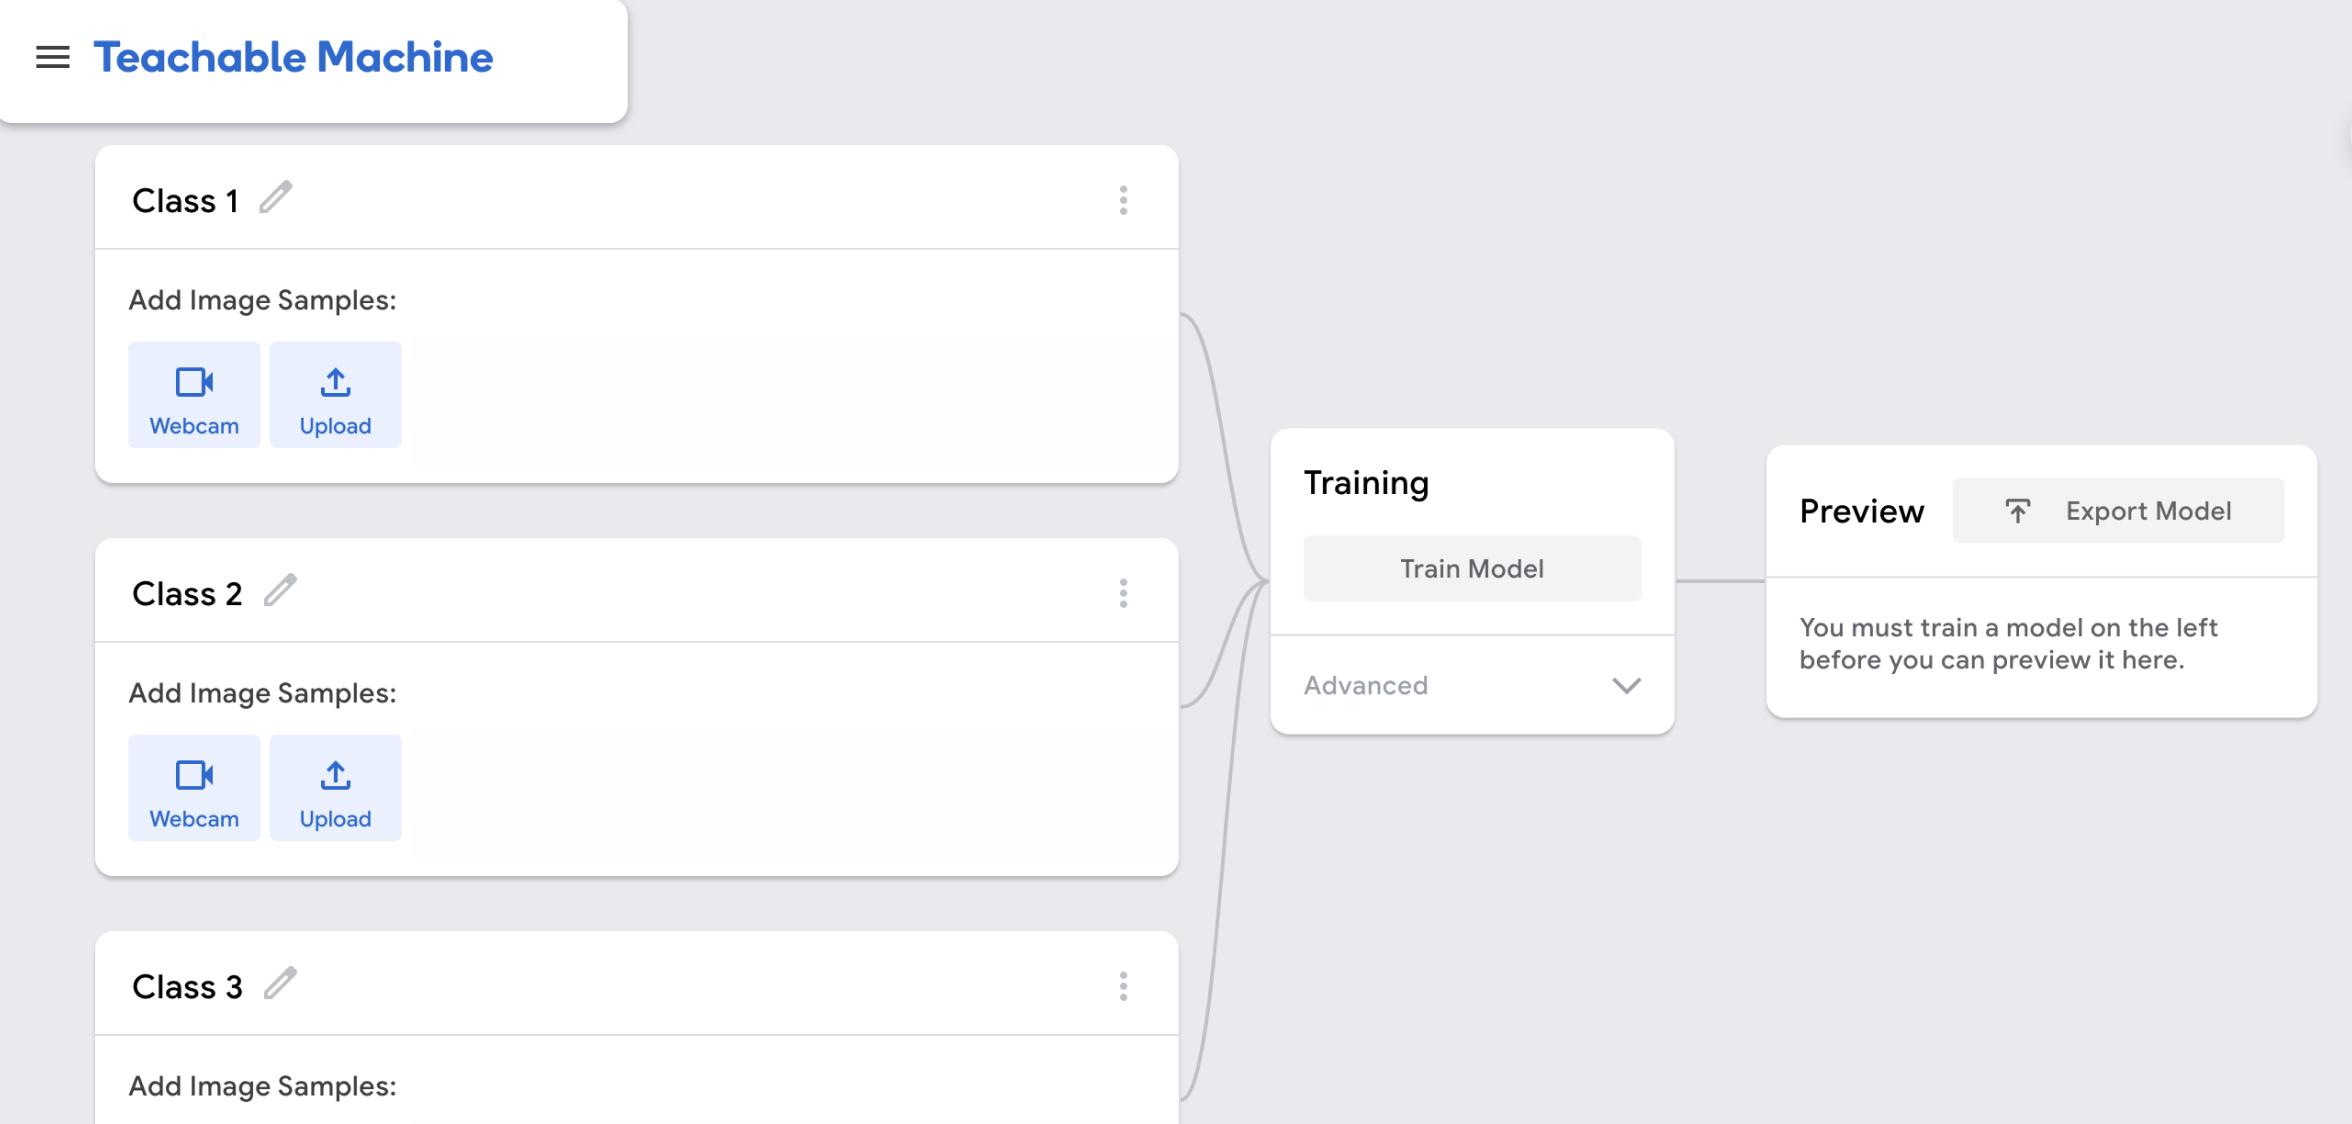 Teachable Machine
Class 1
Add Image Samples:
Webcam
Upload
Class 2
Add Image Samples:
Webcam
Upload
Class 3
Add Image Samples:
Training
Train Model
Advanced
Preview
Export Model
You must train a model on the left
before you can preview it here.